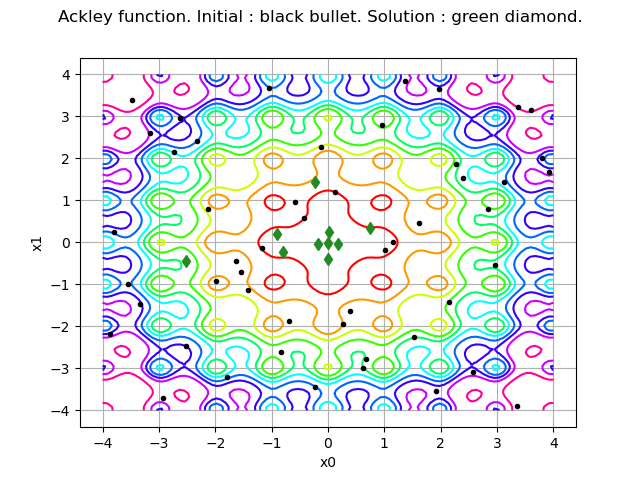 Ackley function. Initial : black bullet. Solution : green diamond.
4
3
2
1
0
−1
−2
−3
−4
x1
−4 −3 −2 −1 0 1 2 3 4
x0